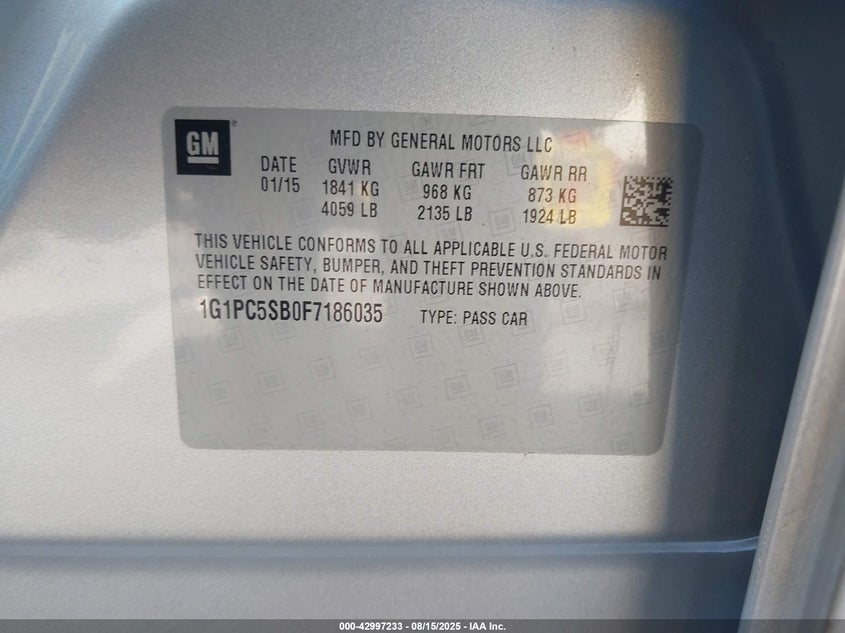 GM
MFD BY GENERAL MOTORS LLC
DATE GVWR GAWR FRT GAWR RR
01/15 1841 KG 968 KG 873 KG
4059 LB 2135 LB 1924 LB
THIS VEHICLE CONFORMS TO ALL APPLICABLE U.S. FEDERAL MOTOR
VEHICLE SAFETY, BUMPER, AND THEFT PREVENTION STANDARDS IN
EFFECT ON THE DATE OF MANUFACTURE SHOWN ABOVE.
1G1PC5SB0F7186035 TYPE: PASS CAR
000-42997233 - 08/15/2025 - IAA Inc.